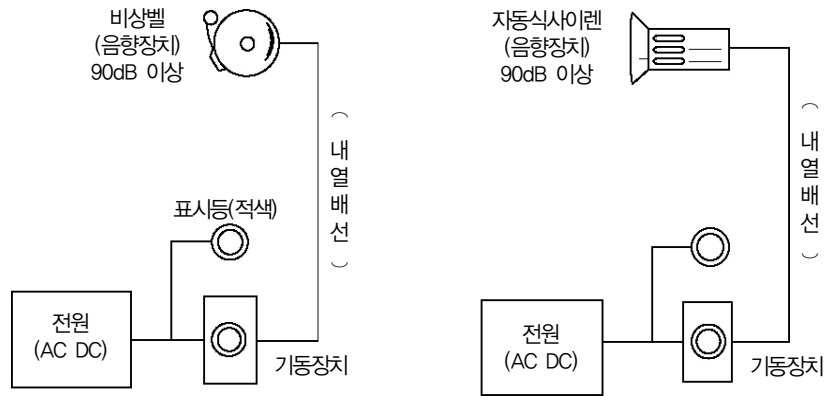 비상벨
(음향장치)
90dB 이상
(내열배선)
표시등(적색)
전원
(AC DC)
기동장치
자동식사이렌
(음향장치)
90dB 이상
(내열배선)
전원
(AC DC)
기동장치